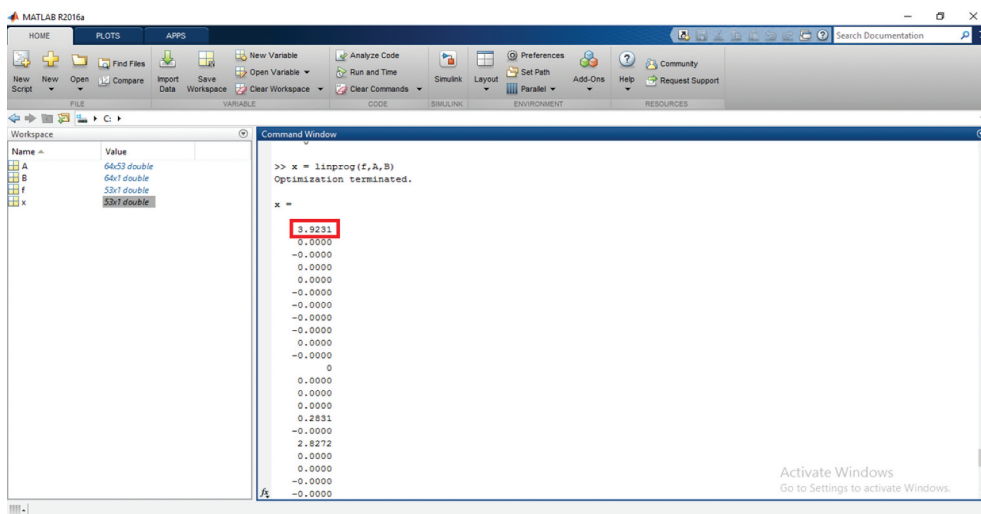 MATLAB R2016a
HOME PLOTS APPS Search Documentation
New Script New Open Find Files Compare Import Data Save Workspace New Variable Open Variable Clear Workspace Analyze Code Run and Time Clear Commands Simulink Layout Preferences Set Path Parallel Add-Ons Help Community Request Support
FILE VARIABLE CODE SIMULINK ENVIRONMENT RESOURCES
C:
Workspace
Name Value
A 64x53 double
B 64x1 double
f 53x1 double
x 53x1 double
Command Window
>> x = linprog(f,A,B)
Optimization terminated.
x =
3.9231
0.0000
-0.0000
0.0000
0.0000
-0.0000
-0.0000
-0.0000
-0.0000
0.0000
-0.0000
0
0.0000
0.0000
0.0000
0.2831
-0.0000
2.8272
0.0000
0.0000
-0.0000
fx -0.0000
Activate Windows
Go to Settings to activate Windows.